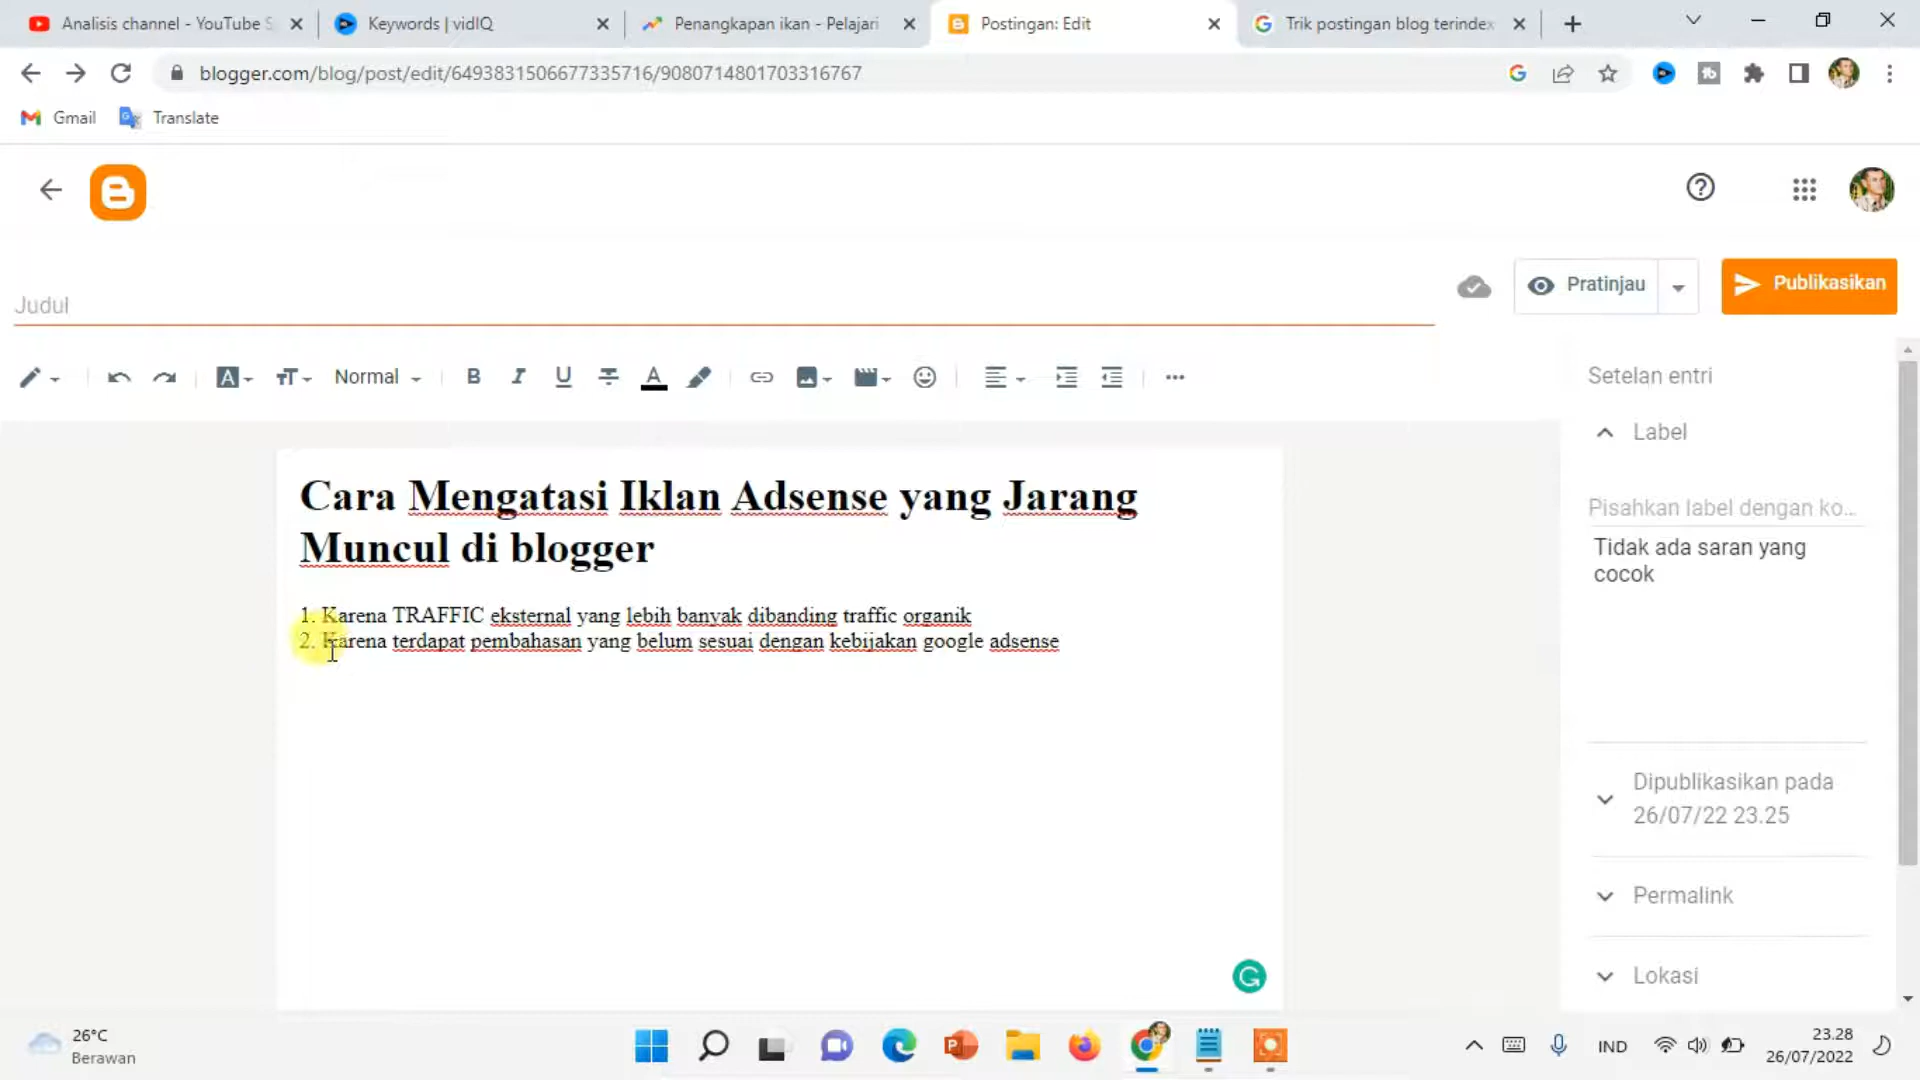 Analisis channel - YouTube S
Keywords | vidIQ
Penangkapan ikan - Pelajari
Postingan: Edit
Trik postingan blog terindex
blogger.com/blog/post/edit/6493831506677335716/9080714801703316767
Gmail
Translate
Judul
Pratinjau
Publikasikan
Normal
Setelan entri
Label
Pisahkan label dengan ko...
Tidak ada saran yang
cocok
Cara Mengatasi Iklan Adsense yang Jarang
Muncul di blogger
1. Karena TRAFFIC eksternal yang lebih banyak dibanding traffic organik
2. Karena terdapat pembahasan yang belum sesuai dengan kebijakan google adsense
Dipublikasikan pada
26/07/22 23.25
Permalink
Lokasi
26°C
Berawan
IND
23.28
26/07/2022